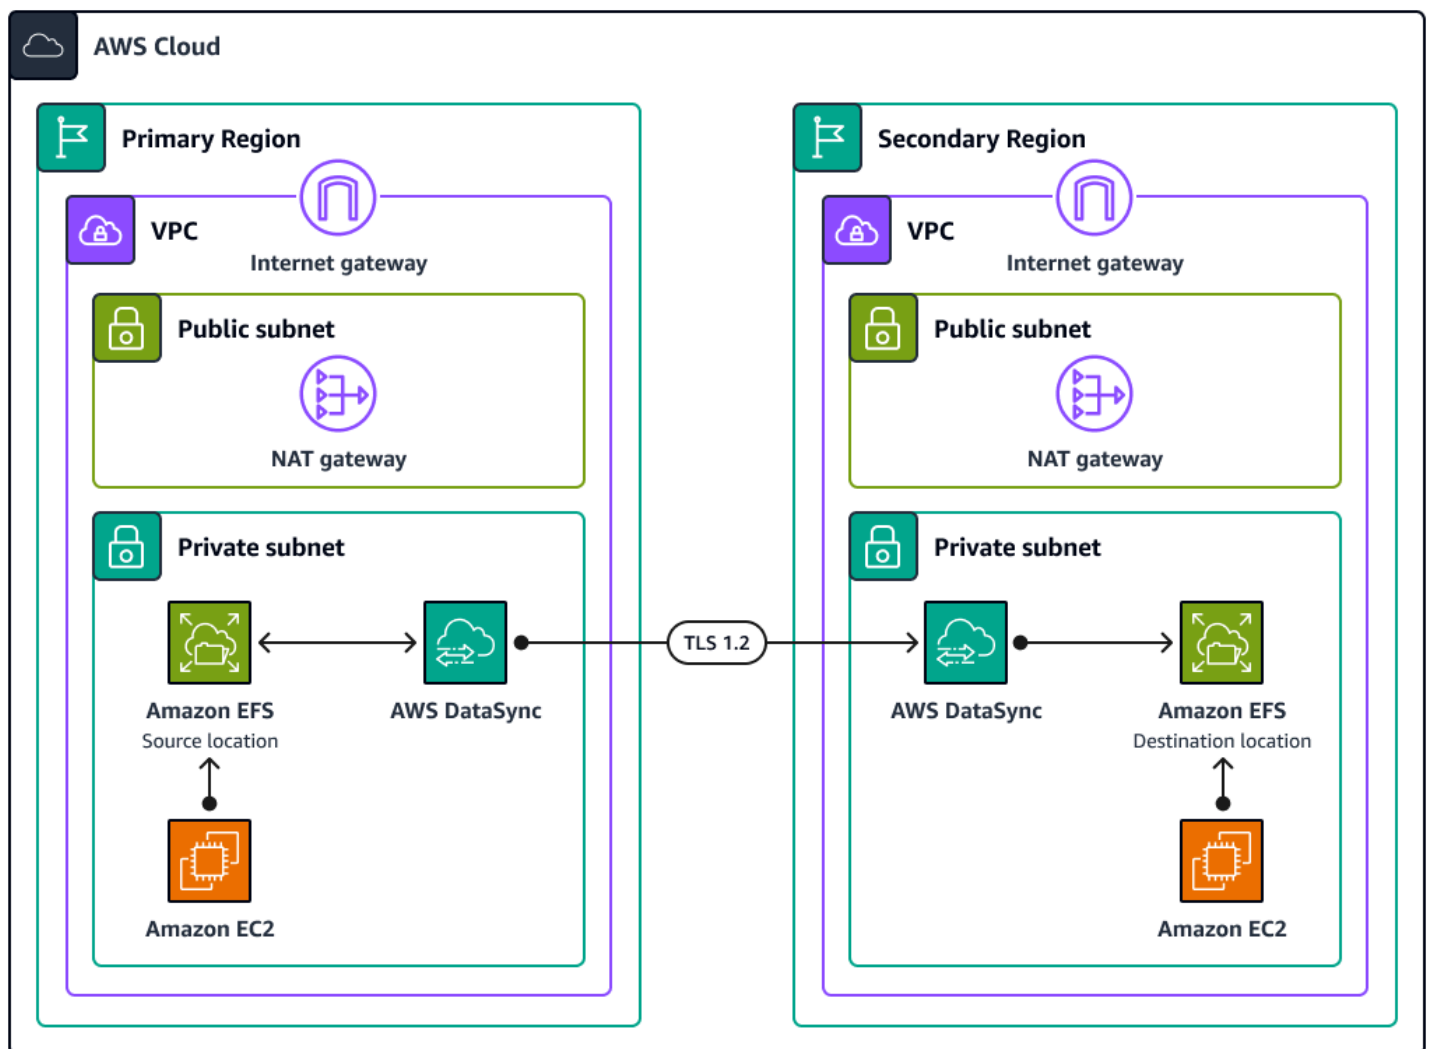 AWS Cloud
Primary Region
VPC
Internet gateway
Public subnet
NAT gateway
Private subnet
Amazon EFS
Source location
AWS DataSync
Amazon EC2
TLS 1.2
Secondary Region
VPC
Internet gateway
Public subnet
NAT gateway
Private subnet
AWS DataSync
Amazon EFS
Destination location
Amazon EC2